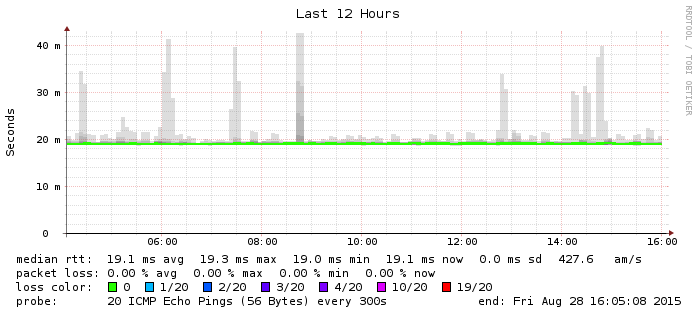 Last 12 Hours
RRDTOOL / TOBI OETIKER
Seconds
40 m
30 m
20 m
10 m
0
06:00 08:00 10:00 12:00 14:00 16:00
median rtt: 19.1 ms avg 19.3 ms max 19.0 ms min 19.1 ms now 0.0 ms sd 427.6 am/s
packet loss: 0.00 % avg 0.00 % max 0.00 % min 0.00 % now
loss color: 0 1/20 2/20 3/20 4/20 10/20 19/20
probe: 20 ICMP Echo Pings (56 Bytes) every 300s end: Fri Aug 28 16:05:08 2015